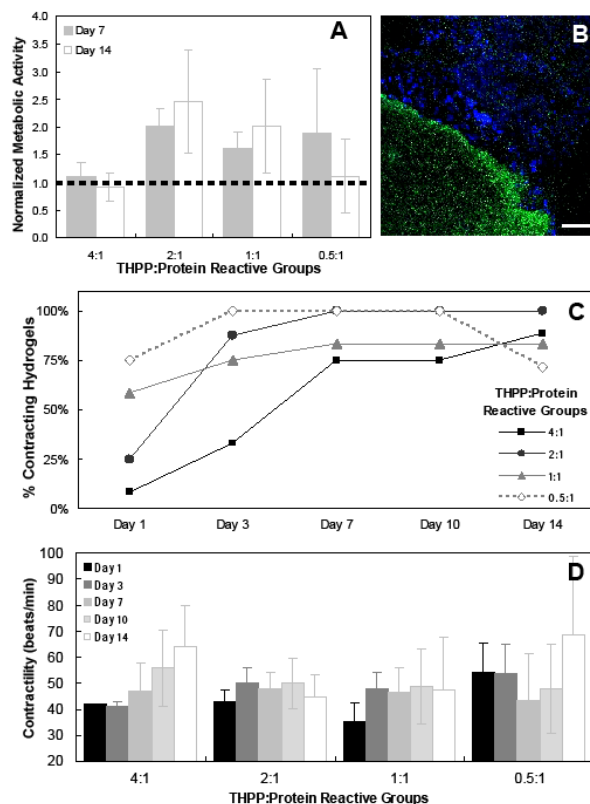 A
Day 7
Day 14
Normalized Metabolic Activity
4.0
3.5
3.0
2.5
2.0
1.5
1.0
0.5
0.0
4:1 2:1 1:1 0.5:1
THPP:Protein Reactive Groups
B
C
% Contracting Hydrogels
100%
75%
50%
25%
0%
THPP:Protein
Reactive Groups
4:1
2:1
1:1
0.5:1
Day 1 Day 3 Day 7 Day 10 Day 14
D
Contractility (beats/min)
100
90
80
70
60
50
40
30
20
Day 1
Day 3
Day 7
Day 10
Day 14
4:1 2:1 1:1 0.5:1
THPP:Protein Reactive Groups